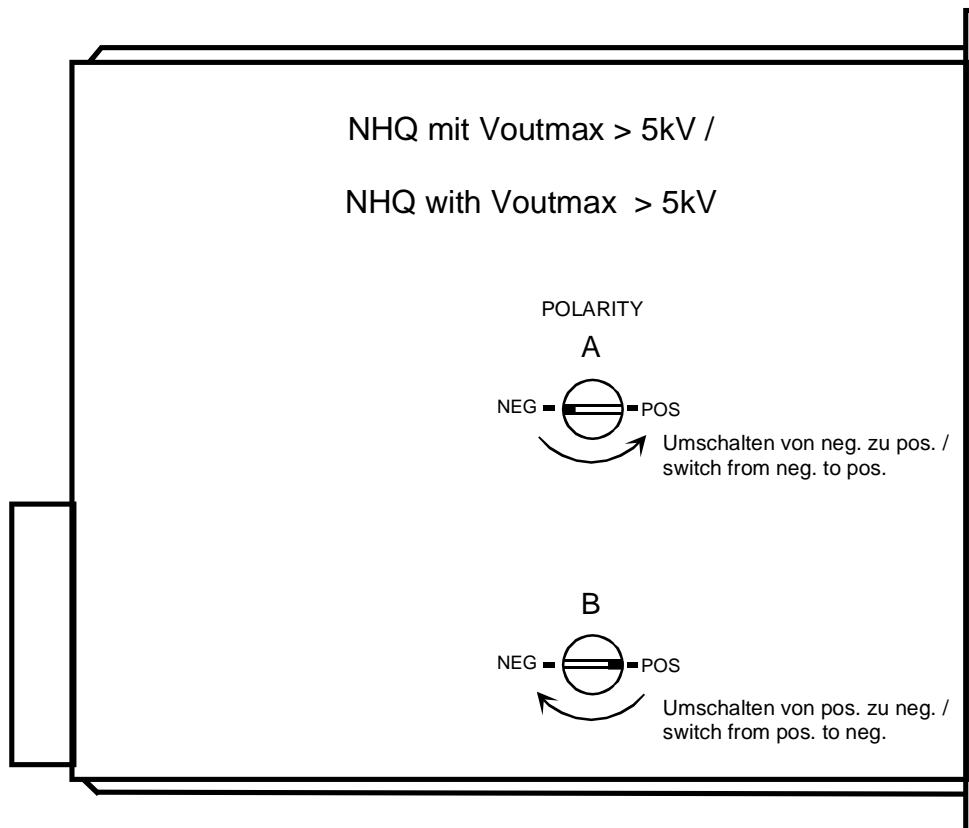 NHQ mit Voutmax > 5kV /
NHQ with Voutmax > 5kV
POLARITY
A
NEG POS
Umschalten von neg. zu pos. /
switch from neg. to pos.
B
NEG POS
Umschalten von pos. zu neg. /
switch from pos. to neg.